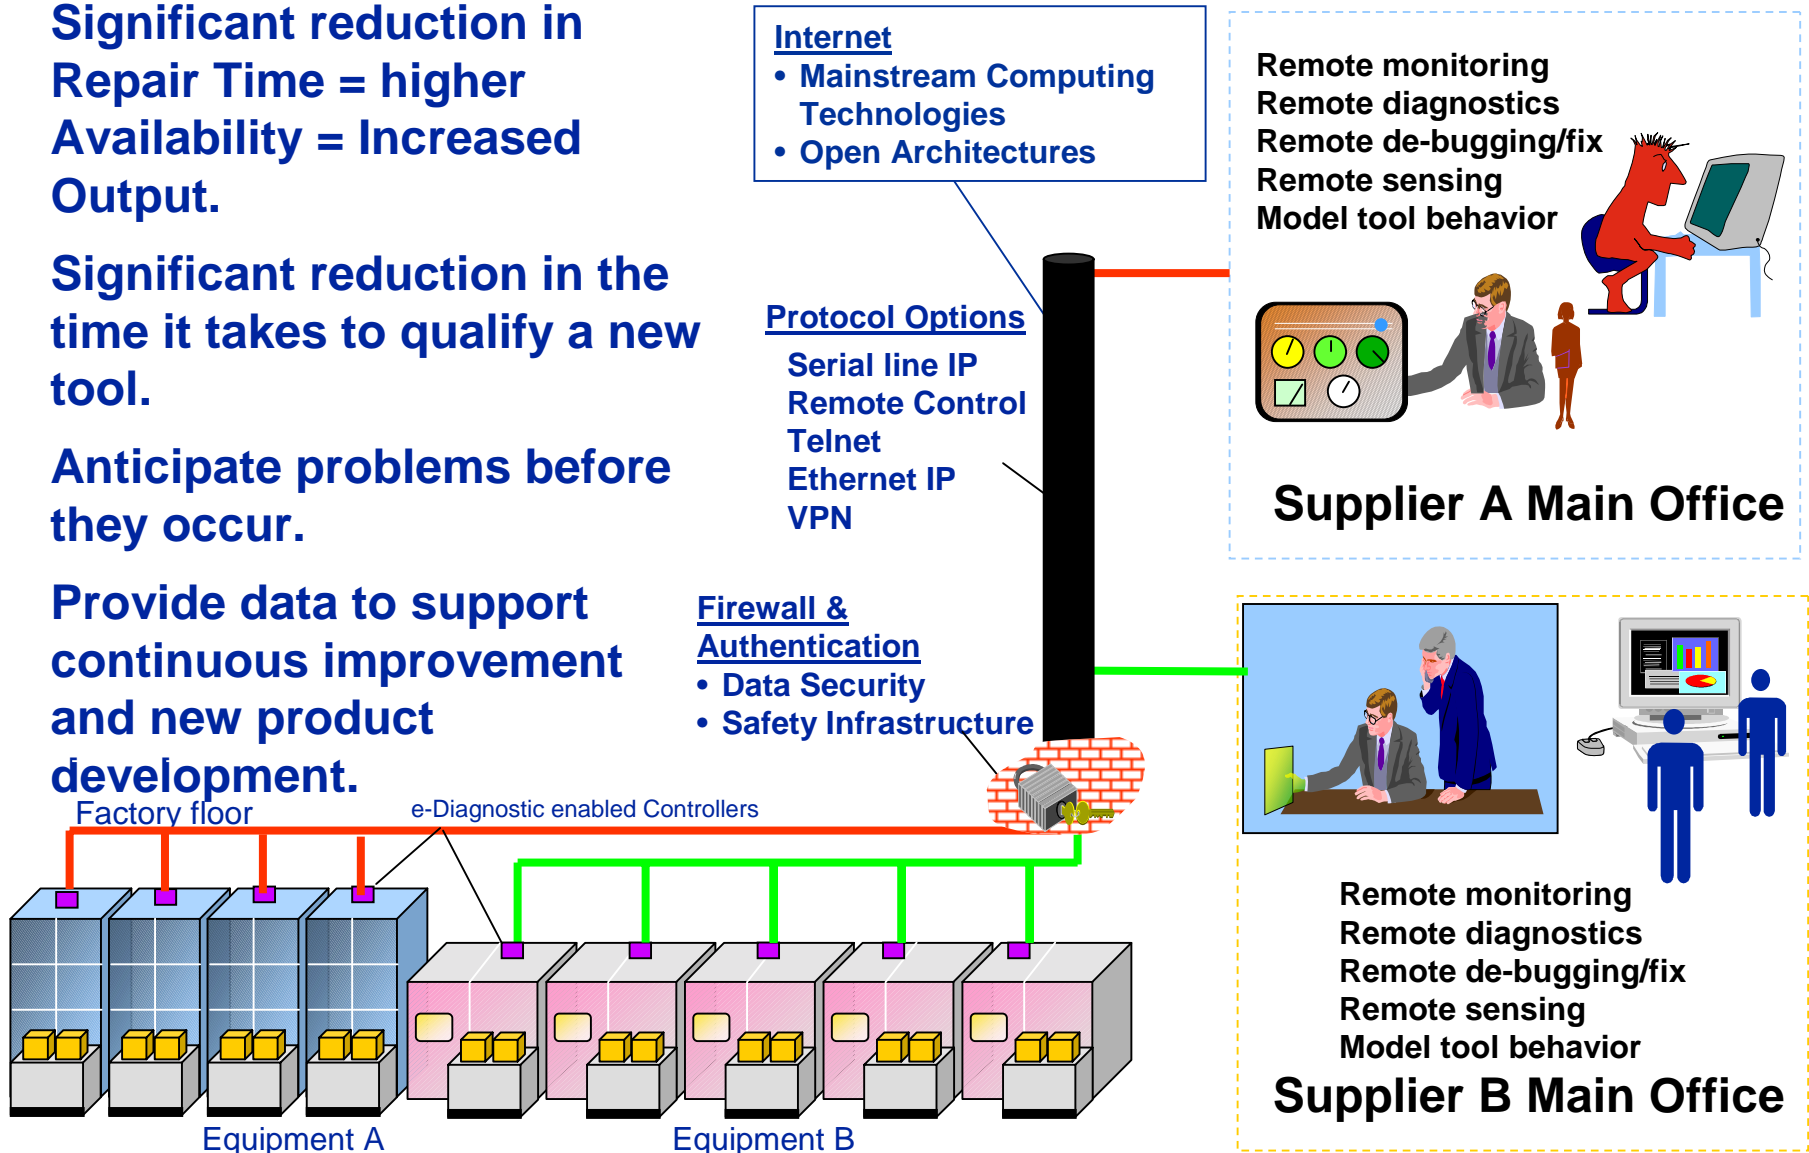 Significant reduction in
Repair Time = higher
Availability = Increased
Output.
Significant reduction in the
time it takes to qualify a new
tool.
Anticipate problems before
they occur.
Provide data to support
continuous improvement
and new product
development.
Internet
• Mainstream Computing
Technologies
• Open Architectures
Protocol Options
Serial line IP
Remote Control
Telnet
Ethernet IP
VPN
Firewall &
Authentication
• Data Security
• Safety Infrastructure
Remote monitoring
Remote diagnostics
Remote de-bugging/fix
Remote sensing
Model tool behavior
Supplier A Main Office
Remote monitoring
Remote diagnostics
Remote de-bugging/fix
Remote sensing
Model tool behavior
Supplier B Main Office
Factory floor
e-Diagnostic enabled Controllers
Equipment A
Equipment B